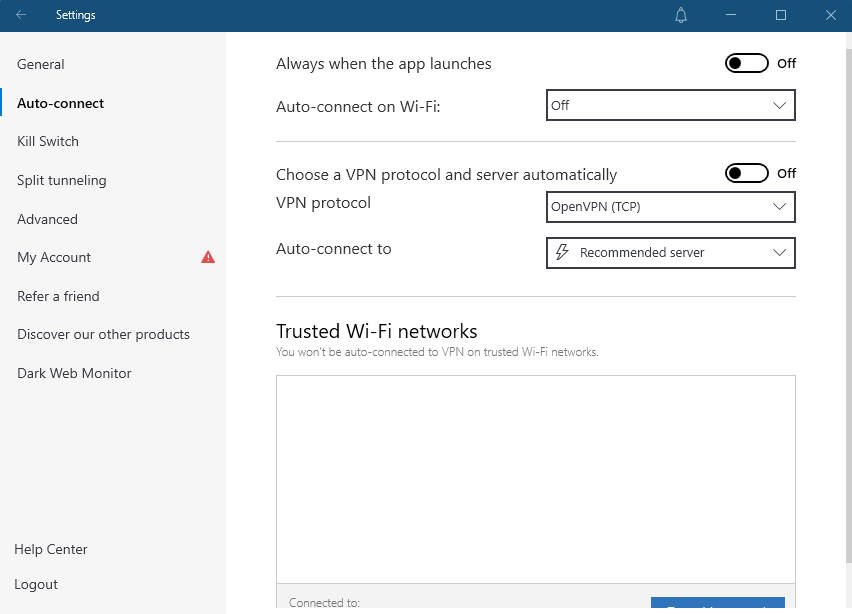 Settings
General
Auto-connect
Kill Switch
Split tunneling
Advanced
My Account
Refer a friend
Discover our other products
Dark Web Monitor
Help Center
Logout
Always when the app launches Off
Auto-connect on Wi-Fi: Off
Choose a VPN protocol and server automatically Off
VPN protocol OpenVPN (TCP)
Auto-connect to Recommended server
Trusted Wi-Fi networks
You won't be auto-connected to VPN on trusted Wi-Fi networks.
Connected to: